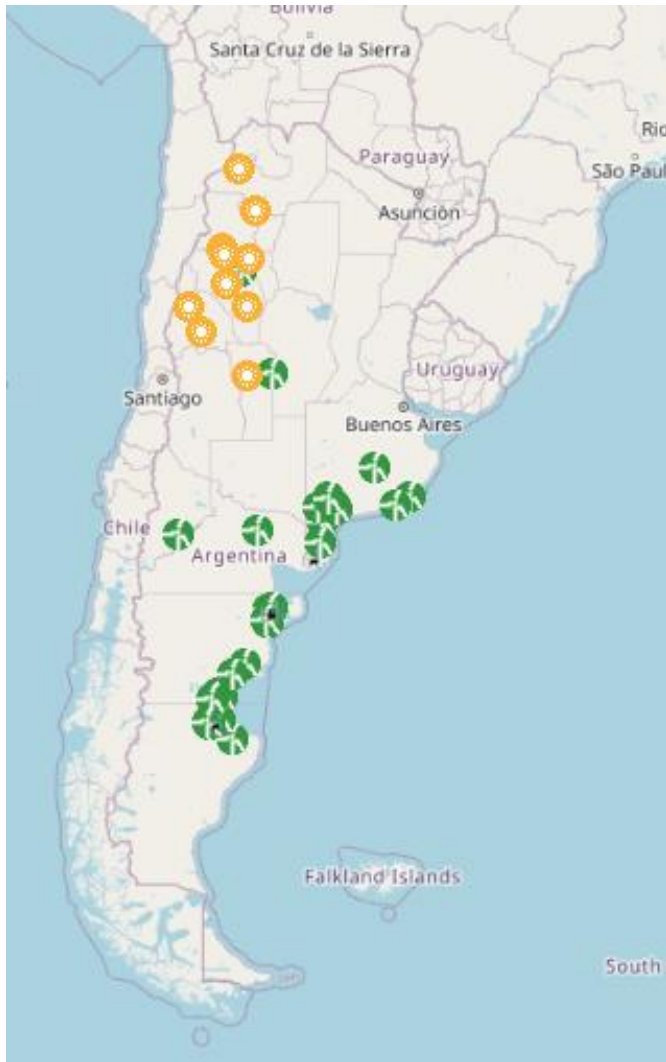 Bolivia
Santa Cruz de la Sierra
Rio
Paraguay
São Paul
Asunción
Uruguay
Santiago
Buenos Aires
Chile
Argentina
Falkland Islands
South